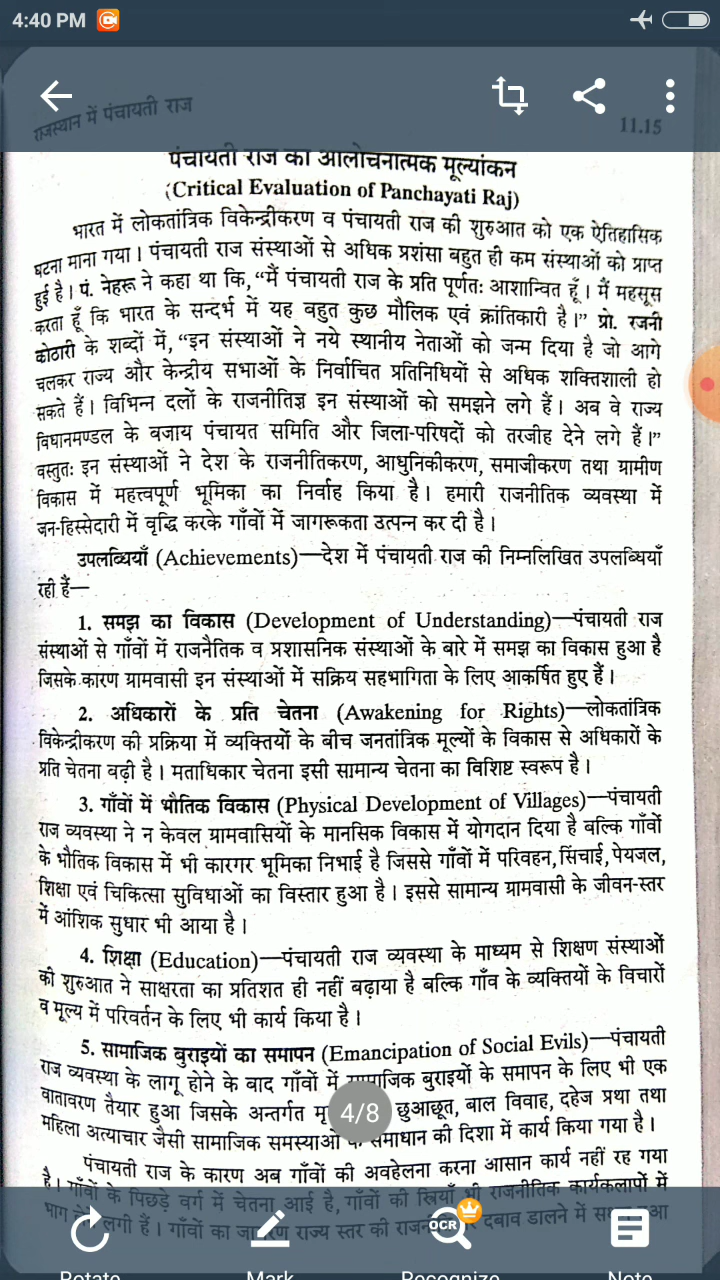 4:40 PM
राजस्थान में पंचायती राज
11.15
पंचायती राज का आलोचनात्मक मूल्यांकन
(Critical Evaluation of Panchayati Raj)
भारत में लोकतांत्रिक विकेन्द्रीकरण व पंचायती राज की शुरुआत को एक ऐतिहासिक
घटना माना गया। पंचायती राज संस्थाओं से अधिक प्रशंसा बहुत ही कम संस्थाओं को प्राप्त
हुई है। पं. नेहरू ने कहा था कि, “मैं पंचायती राज के प्रति पूर्णतः आशान्वित हूँ। मैं महसूस
करता हूँ कि भारत के सन्दर्भ में यह बहुत कुछ मौलिक एवं क्रांतिकारी है।” प्रो. रजनी
कोठारी के शब्दों में, “इन संस्थाओं ने नये स्थानीय नेताओं को जन्म दिया है जो आगे
चलकर राज्य और केन्द्रीय सभाओं के निर्वाचित प्रतिनिधियों से अधिक शक्तिशाली हो
सकते हैं। विभिन्न दलों के राजनीतिज्ञ इन संस्थाओं को समझने लगे हैं। अब वे राज्य
विधानमण्डल के बजाय पंचायत समिति और जिला-परिषदों को तरजीह देने लगे हैं।”
वस्तुतः इन संस्थाओं ने देश के राजनीतिकरण, आधुनिकीकरण, समाजीकरण तथा ग्रामीण
विकास में महत्त्वपूर्ण भूमिका का निर्वाह किया है। हमारी राजनीतिक व्यवस्था में
जन-हिस्सेदारी में वृद्धि करके गाँवों में जागरूकता उत्पन्न कर दी है।
उपलब्धियाँ (Achievements)—देश में पंचायती राज की निम्नलिखित उपलब्धियाँ
रही हैं—
1. समझ का विकास (Development of Understanding)—पंचायती राज
संस्थाओं से गाँवों में राजनैतिक व प्रशासनिक संस्थाओं के बारे में समझ का विकास हुआ है
जिसके कारण ग्रामवासी इन संस्थाओं में सक्रिय सहभागिता के लिए आकर्षित हुए हैं।
2. अधिकारों के प्रति चेतना (Awakening for Rights)—लोकतांत्रिक
विकेन्द्रीकरण की प्रक्रिया में व्यक्तियों के बीच जनतांत्रिक मूल्यों के विकास से अधिकारों के
प्रति चेतना बढ़ी है। मताधिकार चेतना इसी सामान्य चेतना का विशिष्ट स्वरूप है।
3. गाँवों में भौतिक विकास (Physical Development of Villages)—पंचायती
राज व्यवस्था ने न केवल ग्रामवासियों के मानसिक विकास में योगदान दिया है बल्कि गाँवों
के भौतिक विकास में भी कारगर भूमिका निभाई है जिससे गाँवों में परिवहन, सिंचाई, पेयजल,
शिक्षा एवं चिकित्सा सुविधाओं का विस्तार हुआ है। इससे सामान्य ग्रामवासी के जीवन-स्तर
में आंशिक सुधार भी आया है।
4. शिक्षा (Education)—पंचायती राज व्यवस्था के माध्यम से शिक्षण संस्थाओं
की शुरुआत ने साक्षरता का प्रतिशत ही नहीं बढ़ाया है बल्कि गाँव के व्यक्तियों के विचारों
व मूल्य में परिवर्तन के लिए भी कार्य किया है।
5. सामाजिक बुराइयों का समापन (Emancipation of Social Evils)—पंचायती
राज व्यवस्था के लागू होने के बाद गाँवों में सामाजिक बुराइयों के समापन के लिए भी एक
वातावरण तैयार हुआ जिसके अन्तर्गत छुआछूत, बाल विवाह, दहेज प्रथा तथा
4/8
महिला अत्याचार जैसी सामाजिक समस्याओं के समाधान की दिशा में कार्य किया गया है।
पंचायती राज के कारण अब गाँवों की अवहेलना करना आसान कार्य नहीं रह गया
है। गाँवों के पिछड़े वर्ग में चेतना आई है, गाँवों की स्त्रियाँ भी राजनीतिक कार्यकलापों में
भाग लगी हैं। गाँवों का राज्य स्तर की दबाव डालने में
OCR
Rotate
Mark
Recognize
Note